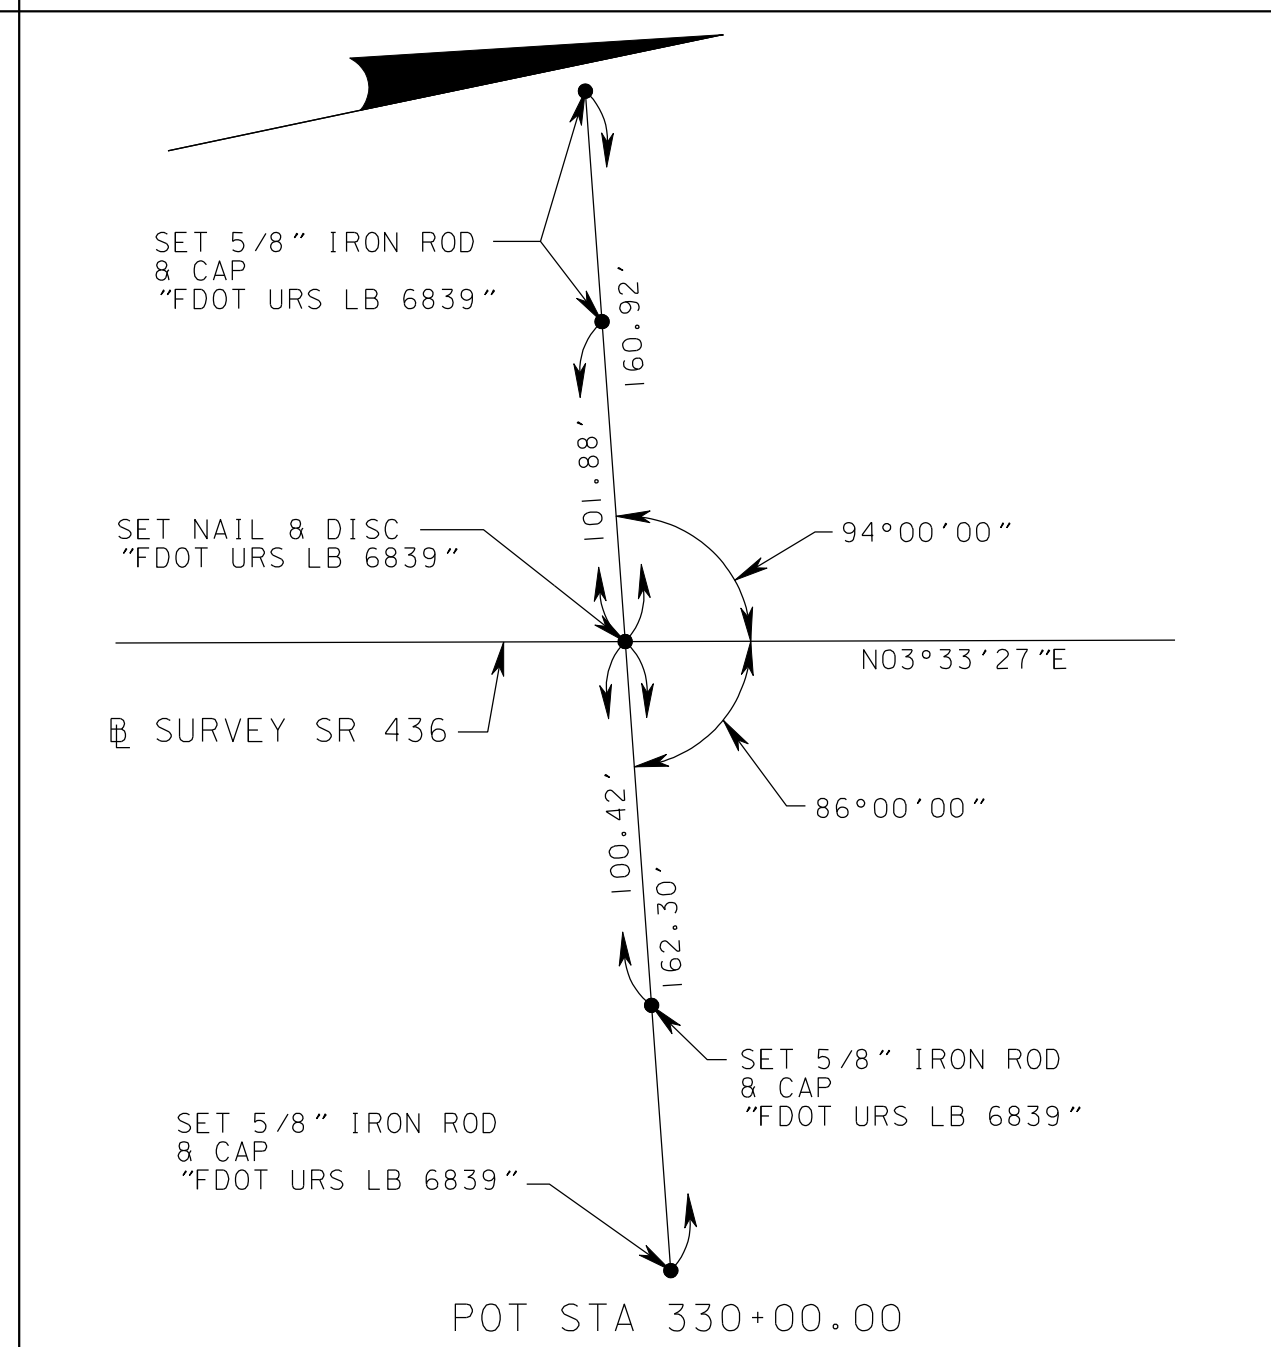 SET 5/8" IRON ROD
& CAP
"FDOT URS LB 6839"
160.92'
101.88'
SET NAIL & DISC
"FDOT URS LB 6839"
94°00'00"
N03°33'27"E
BL SURVEY SR 436
86°00'00"
100.42'
162.30'
SET 5/8" IRON ROD
& CAP
"FDOT URS LB 6839"
SET 5/8" IRON ROD
& CAP
"FDOT URS LB 6839"
POT STA 330+00.00